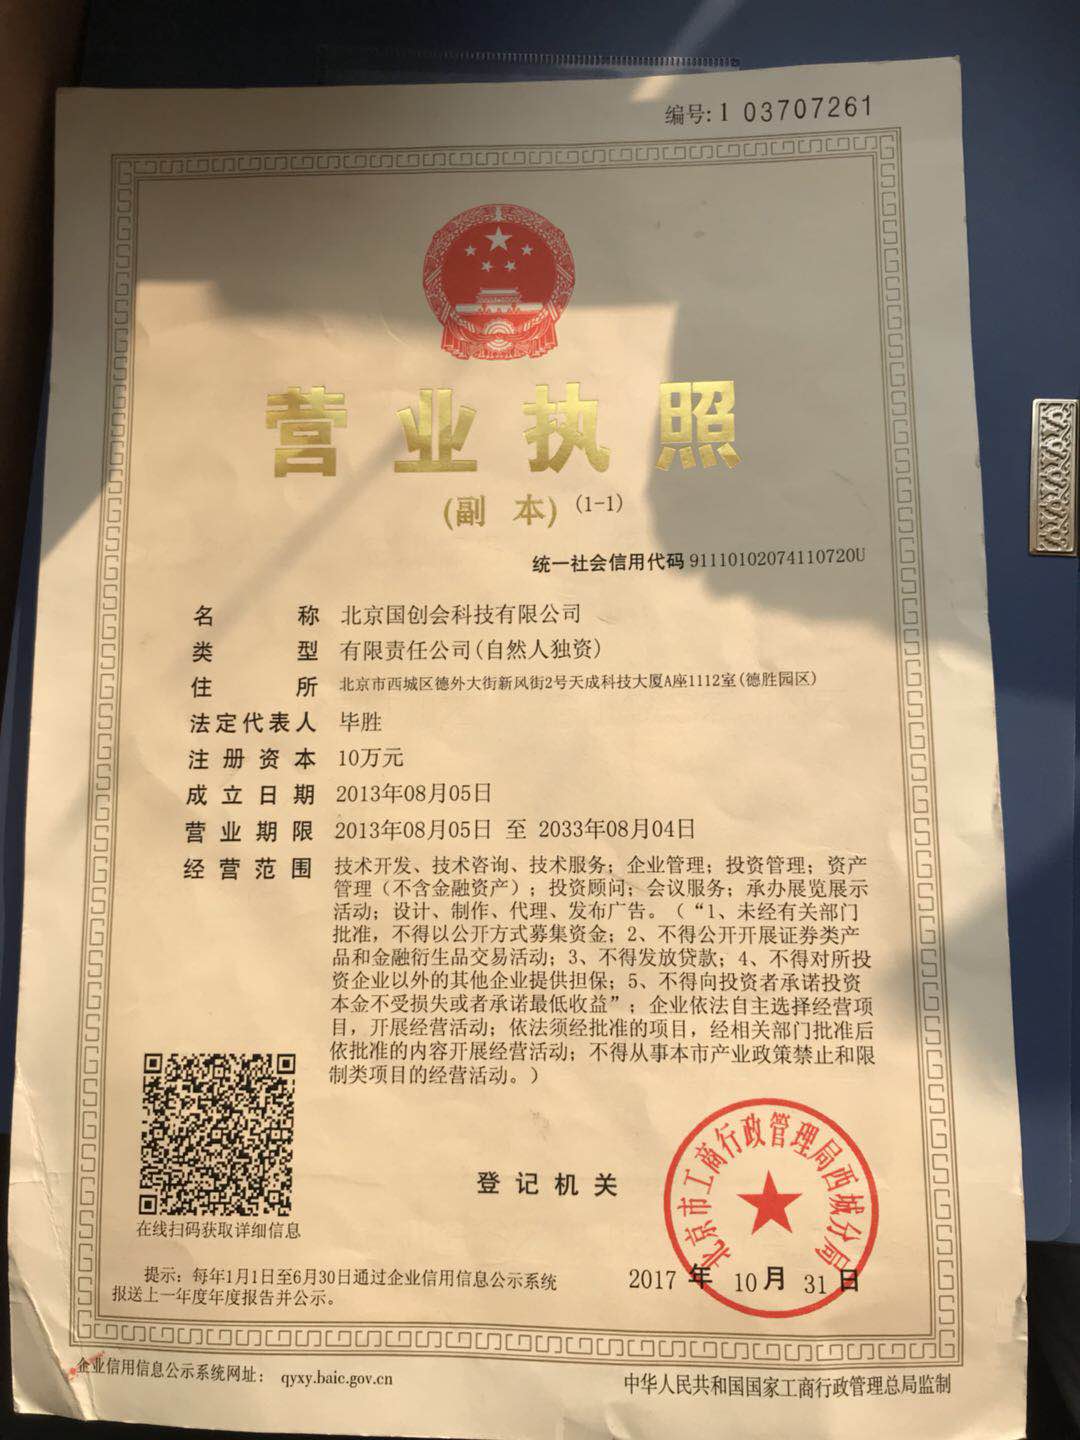 编号: 1 03707261
营业执照
(副 本) (1-1)
统一社会信用代码 91110102074110720U
名称 北京国创会科技有限公司
类型 有限责任公司(自然人独资)
住所 北京市西城区德外大街新风街2号天成科技大厦A座1112室(德胜园区)
法定代表人 毕胜
注册资本 10万元
成立日期 2013年08月05日
营业期限 2013年08月05日 至 2033年08月04日
经营范围 技术开发、技术咨询、技术服务；企业管理；投资管理；资产
管理（不含金融资产）；投资顾问；会议服务；承办展览展示
活动；设计、制作、代理、发布广告。（“1、未经有关部门
批准，不得以公开方式募集资金；2、不得公开开展证券类产
品和金融衍生品交易活动；3、不得发放贷款；4、不得对所投
资企业以外的其他企业提供担保；5、不得向投资者承诺投资
本金不受损失或者承诺最低收益”；企业依法自主选择经营项
目，开展经营活动；依法须经批准的项目，经相关部门批准后
依批准的内容开展经营活动；不得从事本市产业政策禁止和限
制类项目的经营活动。）
在线扫码获取详细信息
登记机关
北京市工商行政管理局西城分局
2017 年 10 月 31 日
提示：每年1月1日至6月30日通过企业信用信息公示系统
报送上一年度年度报告并公示。
企业信用信息公示系统网址： qyxy.baic.gov.cn
中华人民共和国国家工商行政管理总局监制